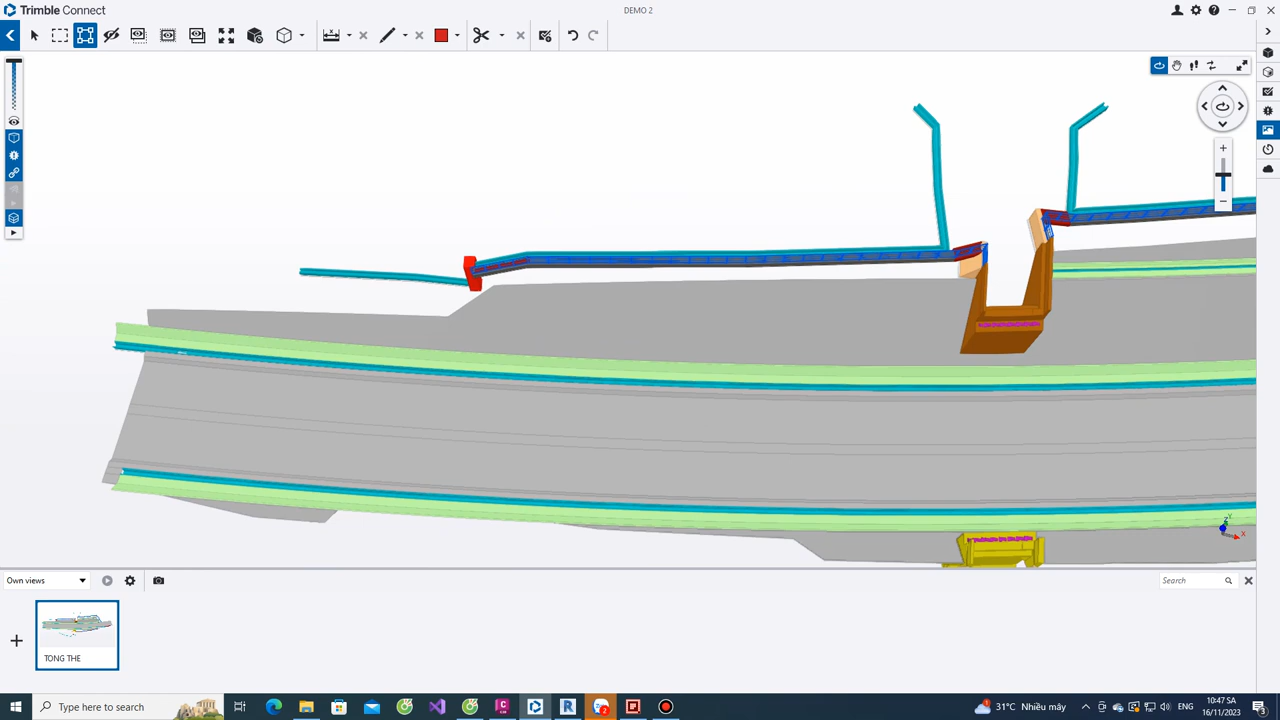 Trimble Connect
DEMO 2
Z
Y
X
Own views
Search
TONG THE
Type here to search
31°C Nhiều mây
ENG
10:47 SA
16/11/2023